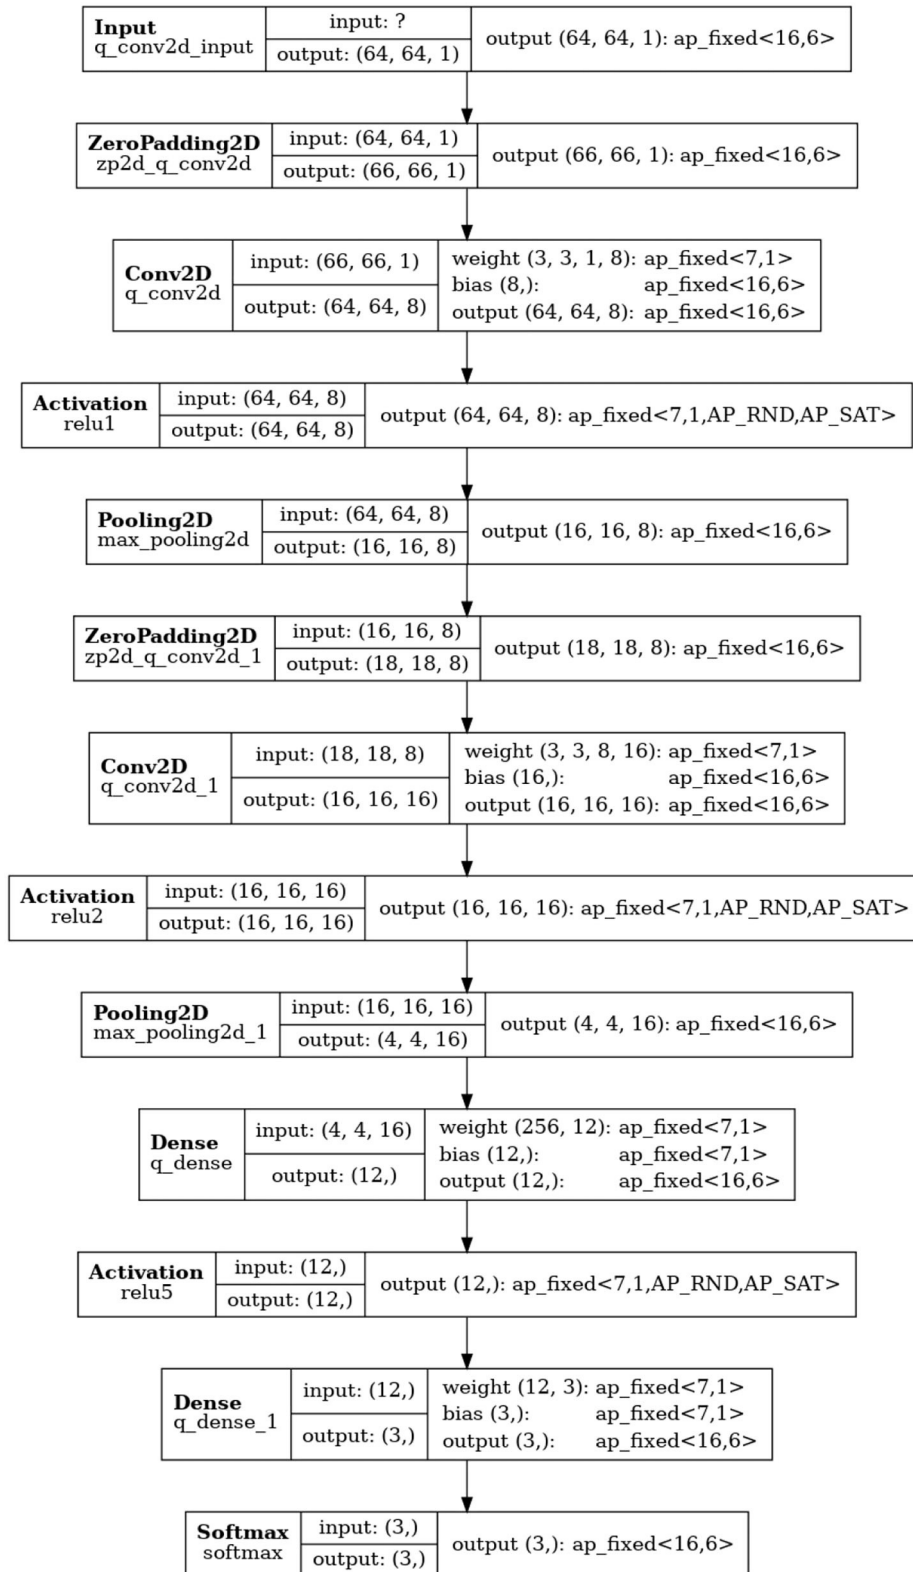 Input
q_conv2d_input
input: ?
output: (64, 64, 1)
output (64, 64, 1): ap_fixed<16,6>
ZeroPadding2D
zp2d_q_conv2d
input: (64, 64, 1)
output: (66, 66, 1)
output (66, 66, 1): ap_fixed<16,6>
Conv2D
q_conv2d
input: (66, 66, 1)
output: (64, 64, 8)
weight (3, 3, 1, 8): ap_fixed<7,1>
bias (8,): ap_fixed<16,6>
output (64, 64, 8): ap_fixed<16,6>
Activation
relu1
input: (64, 64, 8)
output: (64, 64, 8)
output (64, 64, 8): ap_fixed<7,1,AP_RND,AP_SAT>
Pooling2D
max_pooling2d
input: (64, 64, 8)
output: (16, 16, 8)
output (16, 16, 8): ap_fixed<16,6>
ZeroPadding2D
zp2d_q_conv2d_1
input: (16, 16, 8)
output: (18, 18, 8)
output (18, 18, 8): ap_fixed<16,6>
Conv2D
q_conv2d_1
input: (18, 18, 8)
output: (16, 16, 16)
weight (3, 3, 8, 16): ap_fixed<7,1>
bias (16,): ap_fixed<16,6>
output (16, 16, 16): ap_fixed<16,6>
Activation
relu2
input: (16, 16, 16)
output: (16, 16, 16)
output (16, 16, 16): ap_fixed<7,1,AP_RND,AP_SAT>
Pooling2D
max_pooling2d_1
input: (16, 16, 16)
output: (4, 4, 16)
output (4, 4, 16): ap_fixed<16,6>
Dense
q_dense
input: (4, 4, 16)
output: (12,)
weight (256, 12): ap_fixed<7,1>
bias (12,): ap_fixed<7,1>
output (12,): ap_fixed<16,6>
Activation
relu5
input: (12,)
output: (12,)
output (12,): ap_fixed<7,1,AP_RND,AP_SAT>
Dense
q_dense_1
input: (12,)
output: (3,)
weight (12, 3): ap_fixed<7,1>
bias (3,): ap_fixed<7,1>
output (3,): ap_fixed<16,6>
Softmax
softmax
input: (3,)
output: (3,)
output (3,): ap_fixed<16,6>